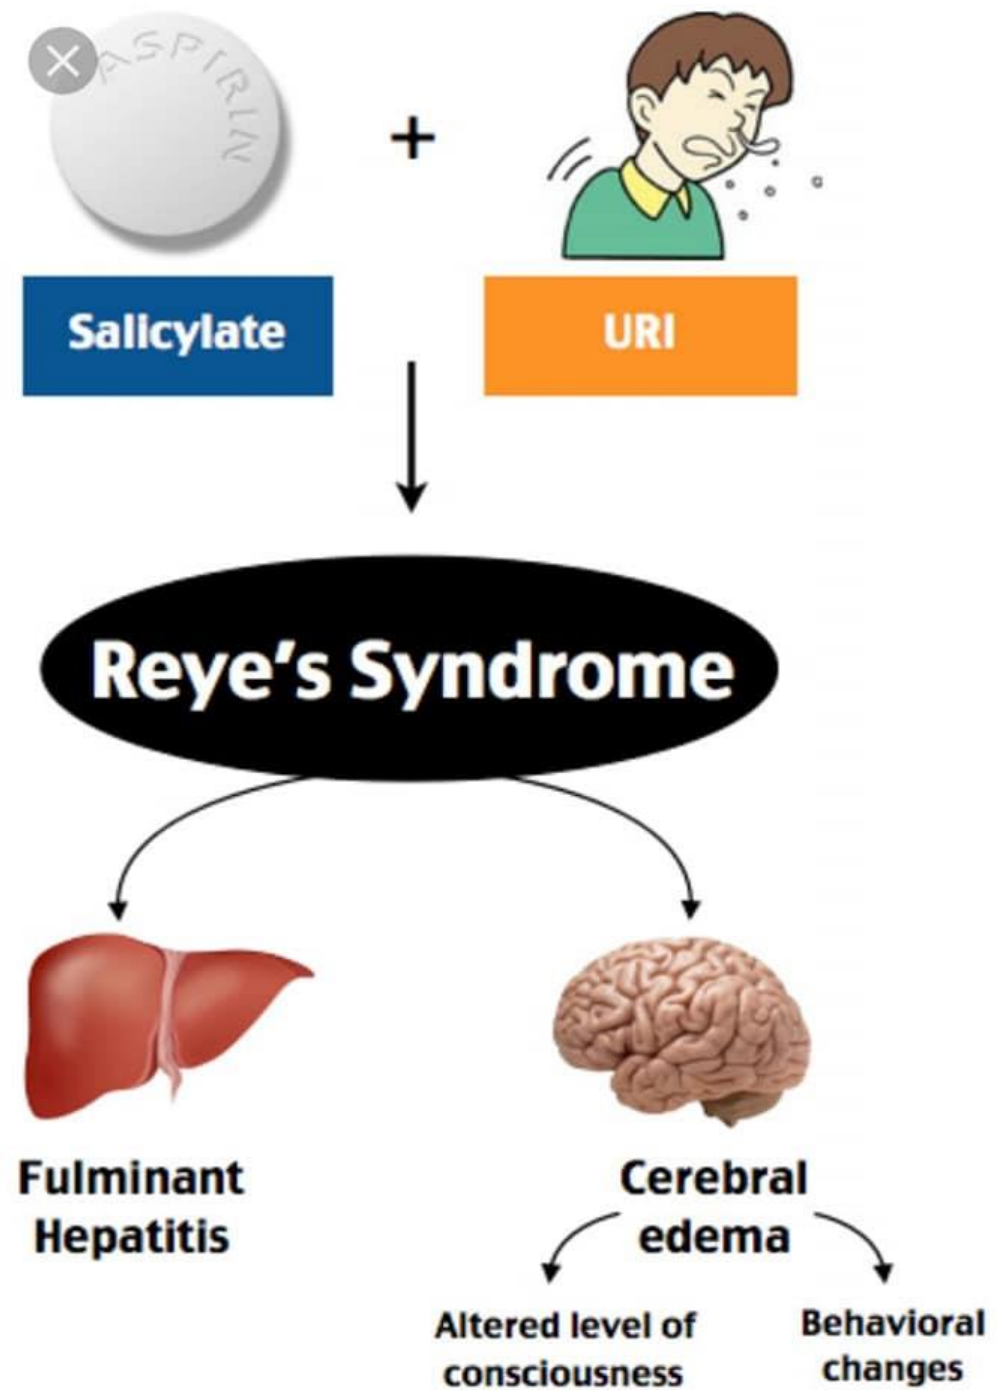 ASPIRIN
+
Salicylate
URI
Reye's Syndrome
Fulminant
Hepatitis
Cerebral
edema
Altered level of
consciousness
Behavioral
changes